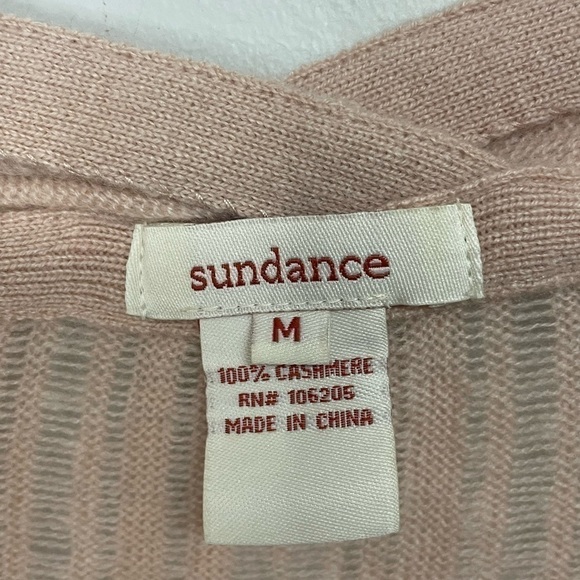 sundance
M
100% CASHMERE
RN# 106205
MADE IN CHINA